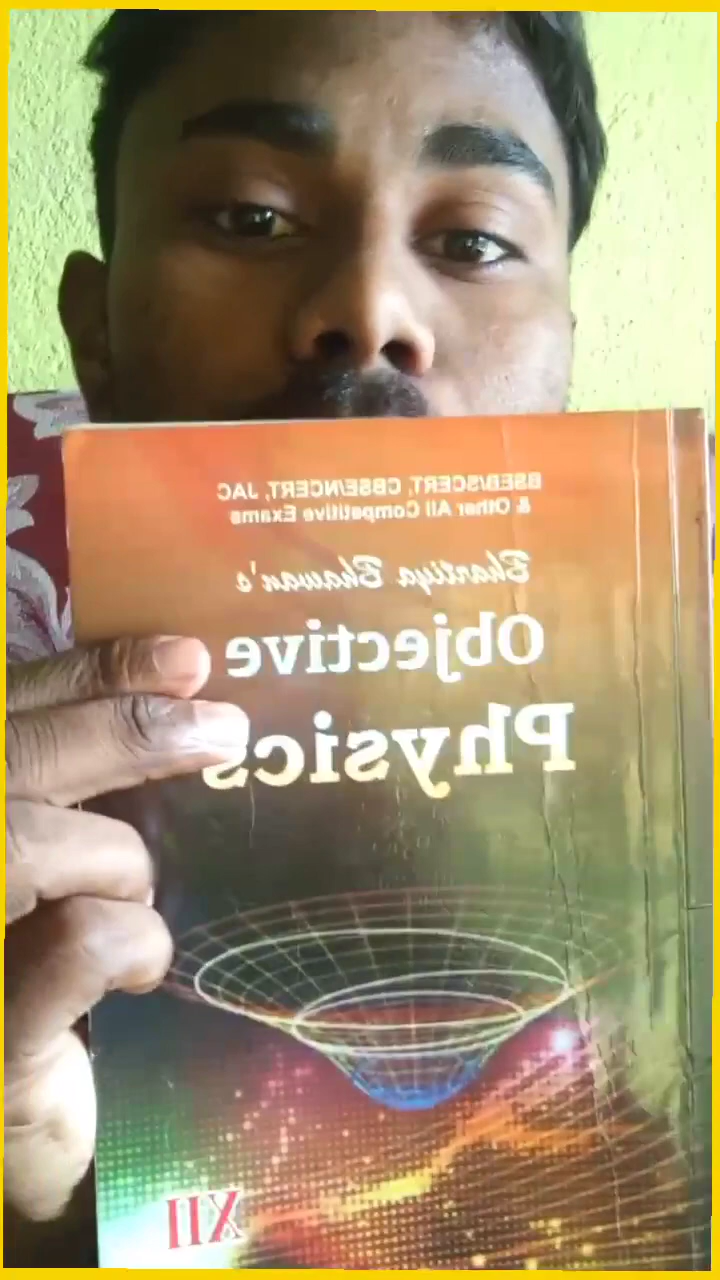 BSEB/SCERT, CBSE/NCERT, JAC
& Other All Competitive Exams
Bhartiya Bhawan's
Objective
Physics
XII